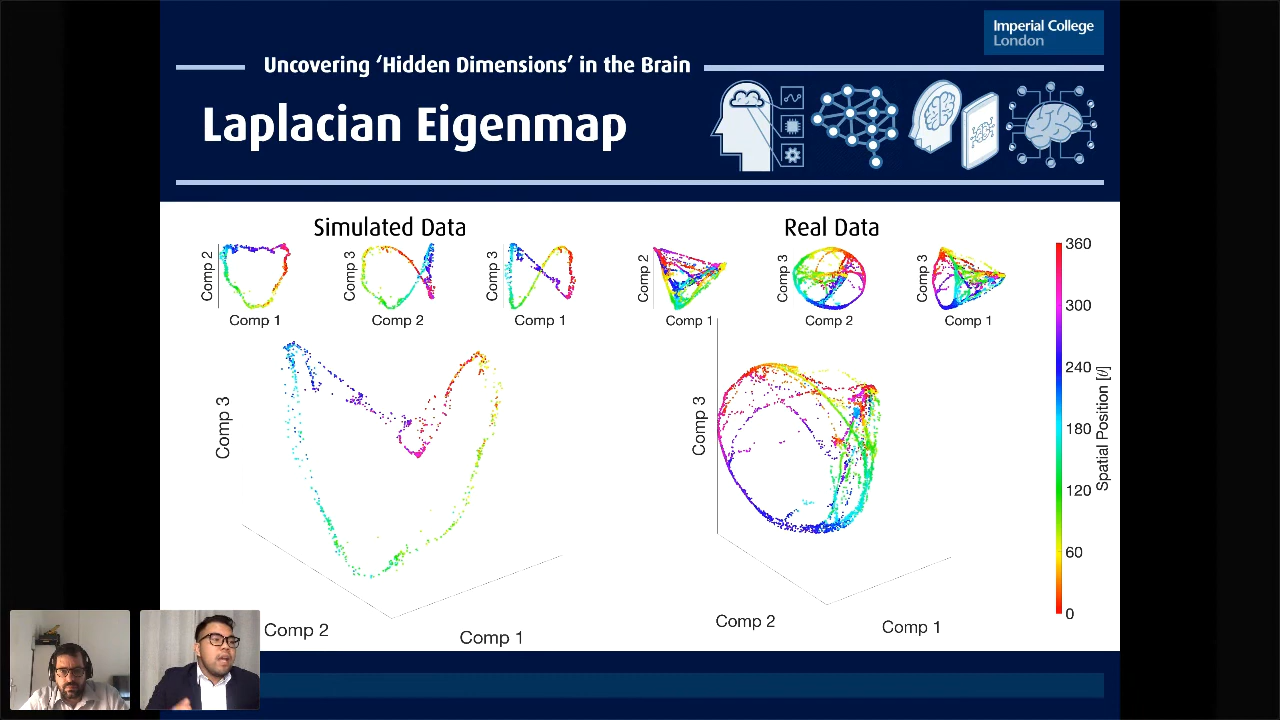 Imperial College
London
Uncovering ‘Hidden Dimensions’ in the Brain
Laplacian Eigenmap
Simulated Data
Real Data
Comp 2
Comp 1
Comp 3
Comp 2
Comp 3
Comp 1
Comp 2
Comp 1
Comp 3
Comp 2
Comp 3
Comp 1
Comp 3
Comp 2
Comp 1
Comp 3
Comp 2
Comp 1
360
300
240
180
120
60
0
Spatial Position [θ]